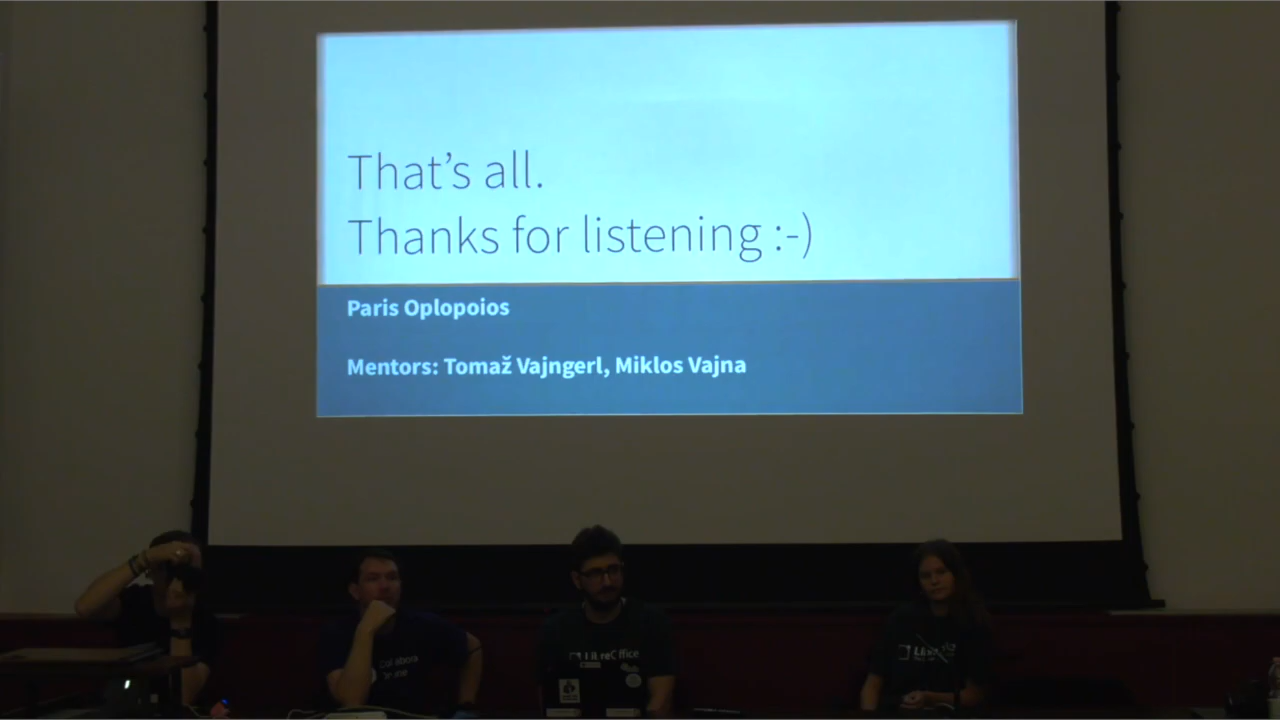 That's all.
Thanks for listening :-)
Paris Oplopoios
Mentors: Tomaž Vajngerl, Miklos Vajna
LibreOffice